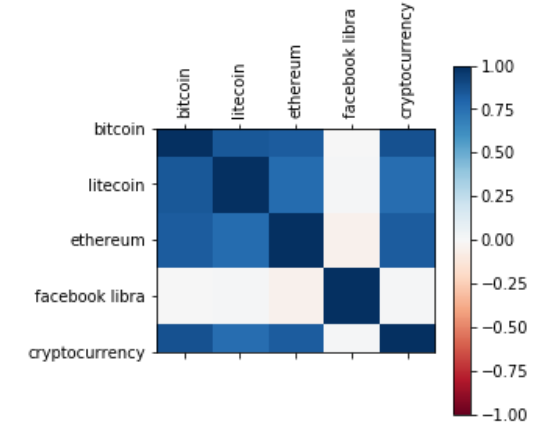 bitcoin
litecoin
ethereum
facebook libra
cryptocurrency
bitcoin
litecoin
ethereum
facebook libra
cryptocurrency
1.00
0.75
0.50
0.25
0.00
−0.25
−0.50
−0.75
−1.00